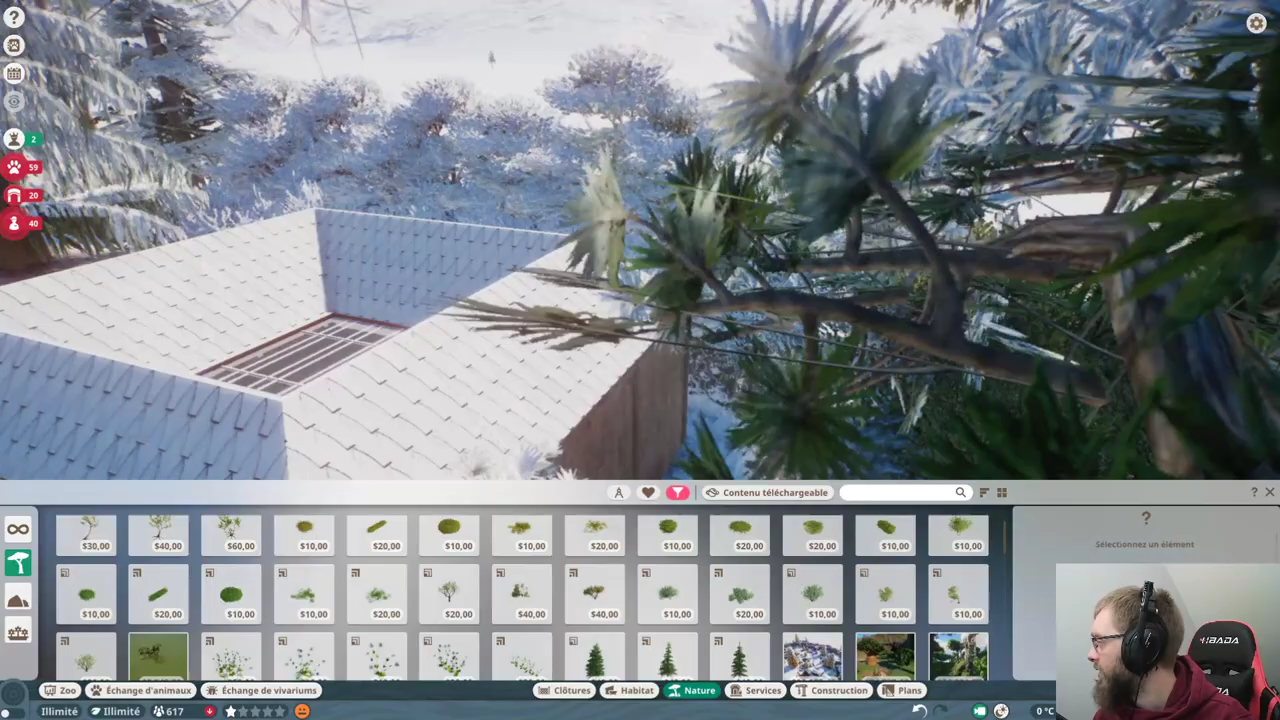 ?
2
59
20
40
Contenu téléchargeable
? ×
$30,00 $40,00 $60,00 $10,00 $20,00 $10,00 $10,00 $20,00 $10,00 $20,00 $20,00 $10,00 $10,00
?
Sélectionnez un élément
$10,00 $20,00 $10,00 $10,00 $20,00 $20,00 $40,00 $40,00 $10,00 $20,00 $10,00 $10,00 $10,00
HBADA
Zoo Échange d'animaux Échange de vivariums Clôtures Habitat Nature Services Construction Plans
Illimité Illimité 617 0 °C